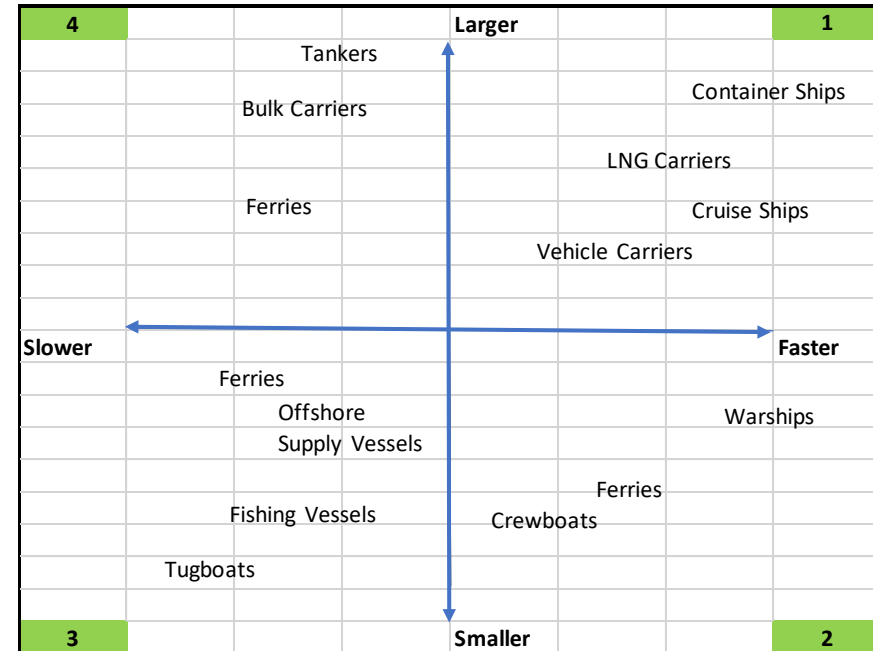 4
Larger
1
Tankers
Container Ships
Bulk Carriers
LNG Carriers
Ferries
Cruise Ships
Vehicle Carriers
Slower
Faster
Ferries
Offshore
Supply Vessels
Warships
Ferries
Fishing Vessels
Crewboats
Tugboats
3
Smaller
2